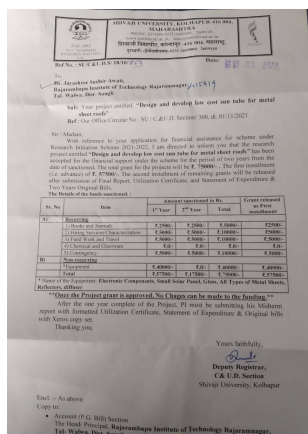 SHIVAJI UNIVERSITY, KOLHAPUR-416 004,
MAHARASHTRA
शिवाजी विद्यापीठ, कोल्हापूर - 416 004, महाराष्ट्र
Ref No. : SU/C&U.D.S/
Date:
To,
Dr. Jayashree Sudhir Awati,
Rajarambapu Institute of Technology Rajaramnagar,
Tal- Walwa, Dist- Sangli
Sub: Your project entitled. "Design and develop low cost sun tube for metal
sheet roofs"
Ref : Our Office Circular No : SU / C&U.D. Section/ 300, d. 01/11/2021.
Sir / Madam,
With reference to your application for financial assistance for scheme under
Research Initiation Scheme 2021-2022, I am directed to inform you that the research
project entitled "Design and develop low cost sun tube for metal sheet roofs" has been
approved for the financial support under the scheme for the period of two years from the
date of sanctioned. The total grant for the projects will be ₹. 75000/- . The first installment
(i.e. advance) of ₹. 57500/-. The second installment of remaining grants will be released
after submission of Final Report, Utilization Certificate, and Statement of Expenditure &
Two Years Original Bills.
The Details of the funds sanctioned. :
Sr. No Item Amount sanctioned in Rs. Grant released as First installment
1st Year 2nd Year Total
A) Recurring
1) Books and Journals ₹.2500/- ₹.2500/- ₹.5000/- ₹2500/-
2) Hiring Services/Characterization ₹.5000/- ₹.5000/- ₹.10000/- ₹5000/-
3) Field Work and Travel ₹.5000/- ₹.5000/- ₹.10000/- ₹.5000/-
4) Chemical and Glassware ₹.0/- ₹.0/- ₹.0/- ₹.0/-
5) Contingency ₹.5000/- ₹.5000/- ₹.10000/- ₹.5000/-
B) Non-recurring
*Equipment ₹.40000/- ₹.0/- ₹.40000/- ₹.40000/-
Total ₹.57500/- ₹.17500/- ₹.75000/- ₹.57500/-
* Name of the Equipment: Electronic Components, Small Solar Panel, Glass, All Types of Metal Sheets,
Reflectors, diffuser
**Once the Project grant is approved, No Chages can be made to the funding.**
After the one year complete of the Project, PI must be submitting his Midterm
report with formatted Utilization Certificate, Statement of Expenditure & Original bills
with Xerox copy set.
Thanking you,
Yours faithfully,
Deputy Registrar,
C& U.D. Section
Shivaji University, Kolhapur
Encl. :- As above
Copy to:
• Account (P.G. Bill) Section
The Head/ Principal, Rajarambapu Institute of Technology Rajaramnagar,
Tal- Walwa, Dist-